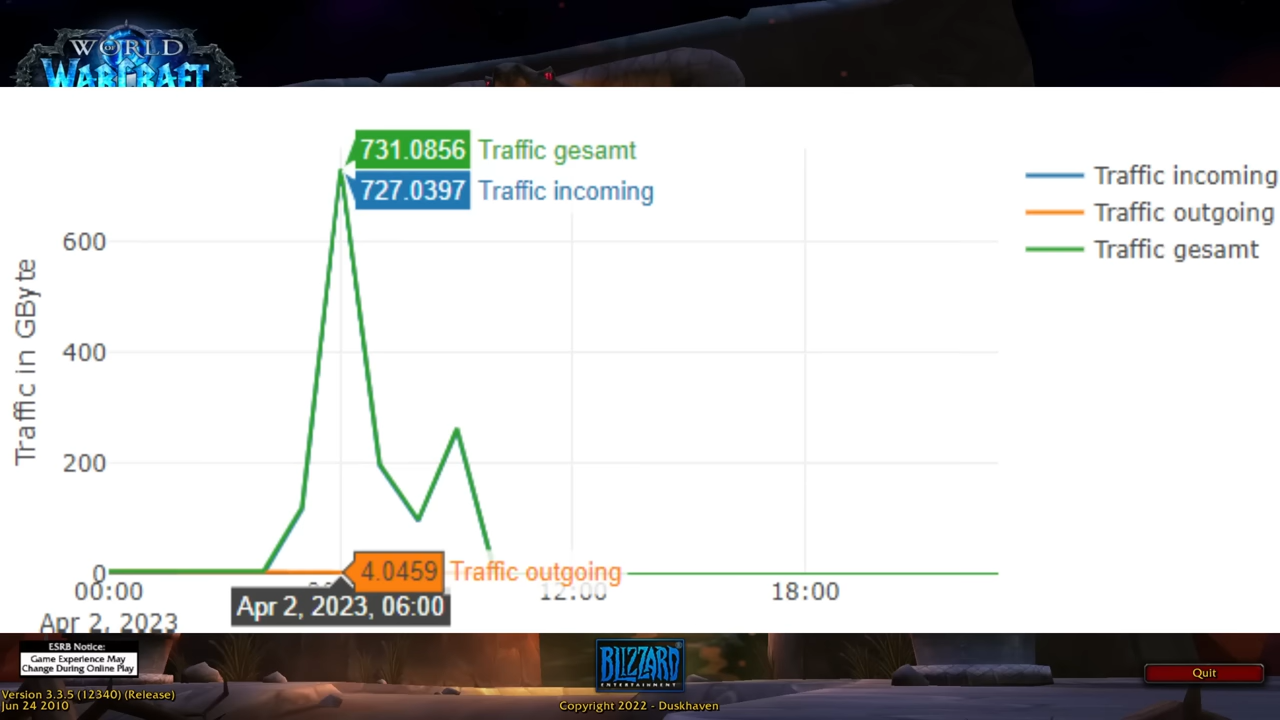 WORLD
OF
WARCRAFT
731.0856 Traffic gesamt
727.0397 Traffic incoming
Traffic incoming
Traffic outgoing
Traffic gesamt
Traffic in GByte
600
400
200
0
4.0459 Traffic outgoing
00:00
12:00
18:00
Apr 2, 2023, 06:00
Apr 2, 2023
ESRB Notice:
Game Experience May
Change During Online Play
BLIZZARD
ENTERTAINMENT
Quit
Version 3.3.5 (12340) (Release)
Jun 24 2010
Copyright 2022 - Duskhaven